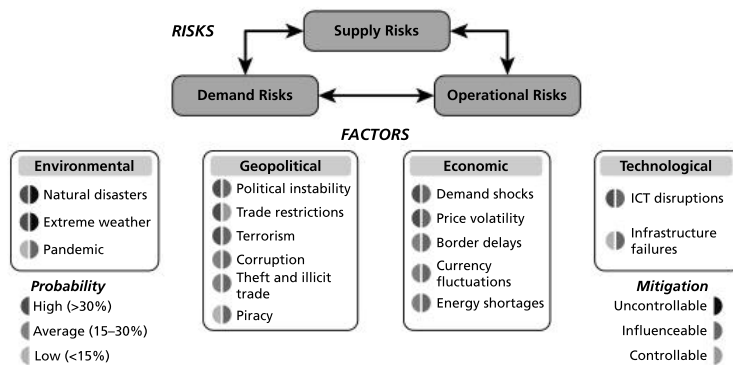 RISKS
Supply Risks
Demand Risks
Operational Risks
FACTORS
Environmental
Natural disasters
Extreme weather
Pandemic
Geopolitical
Political instability
Trade restrictions
Terrorism
Corruption
Theft and illicit
trade
Piracy
Economic
Demand shocks
Price volatility
Border delays
Currency
fluctuations
Energy shortages
Technological
ICT disruptions
Infrastructure
failures
Probability
High (>30%)
Average (15–30%)
Low (<15%)
Mitigation
Uncontrollable
Influenceable
Controllable